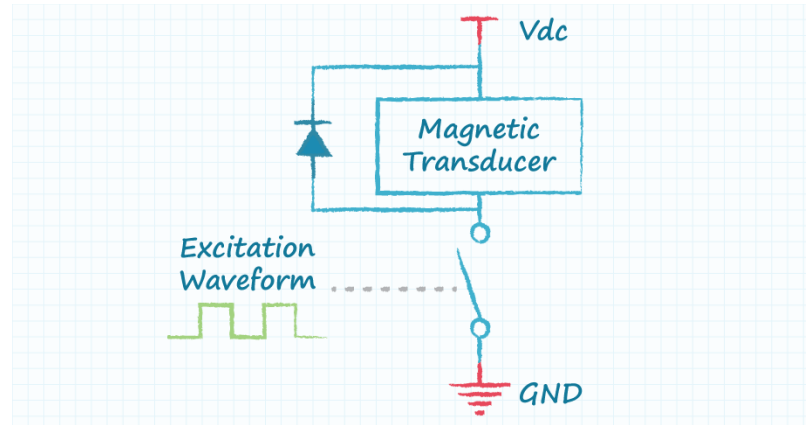 Vdc
Magnetic
Transducer
Excitation
Waveform
GND